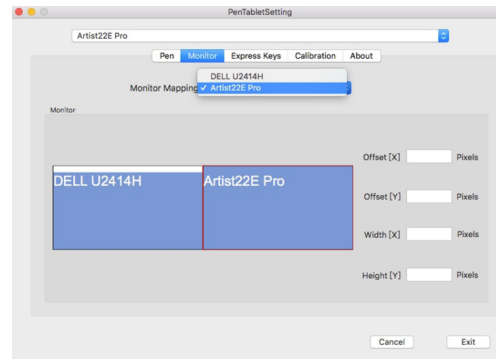 PenTabletSetting
Artist22E Pro
Pen Monitor Express Keys Calibration About
DELL U2414H
Monitor Mapping ✓ Artist22E Pro
Monitor
Offset [X] Pixels
DELL U2414H Artist22E Pro
Offset [Y] Pixels
Width [X] Pixels
Height [Y] Pixels
Cancel Exit